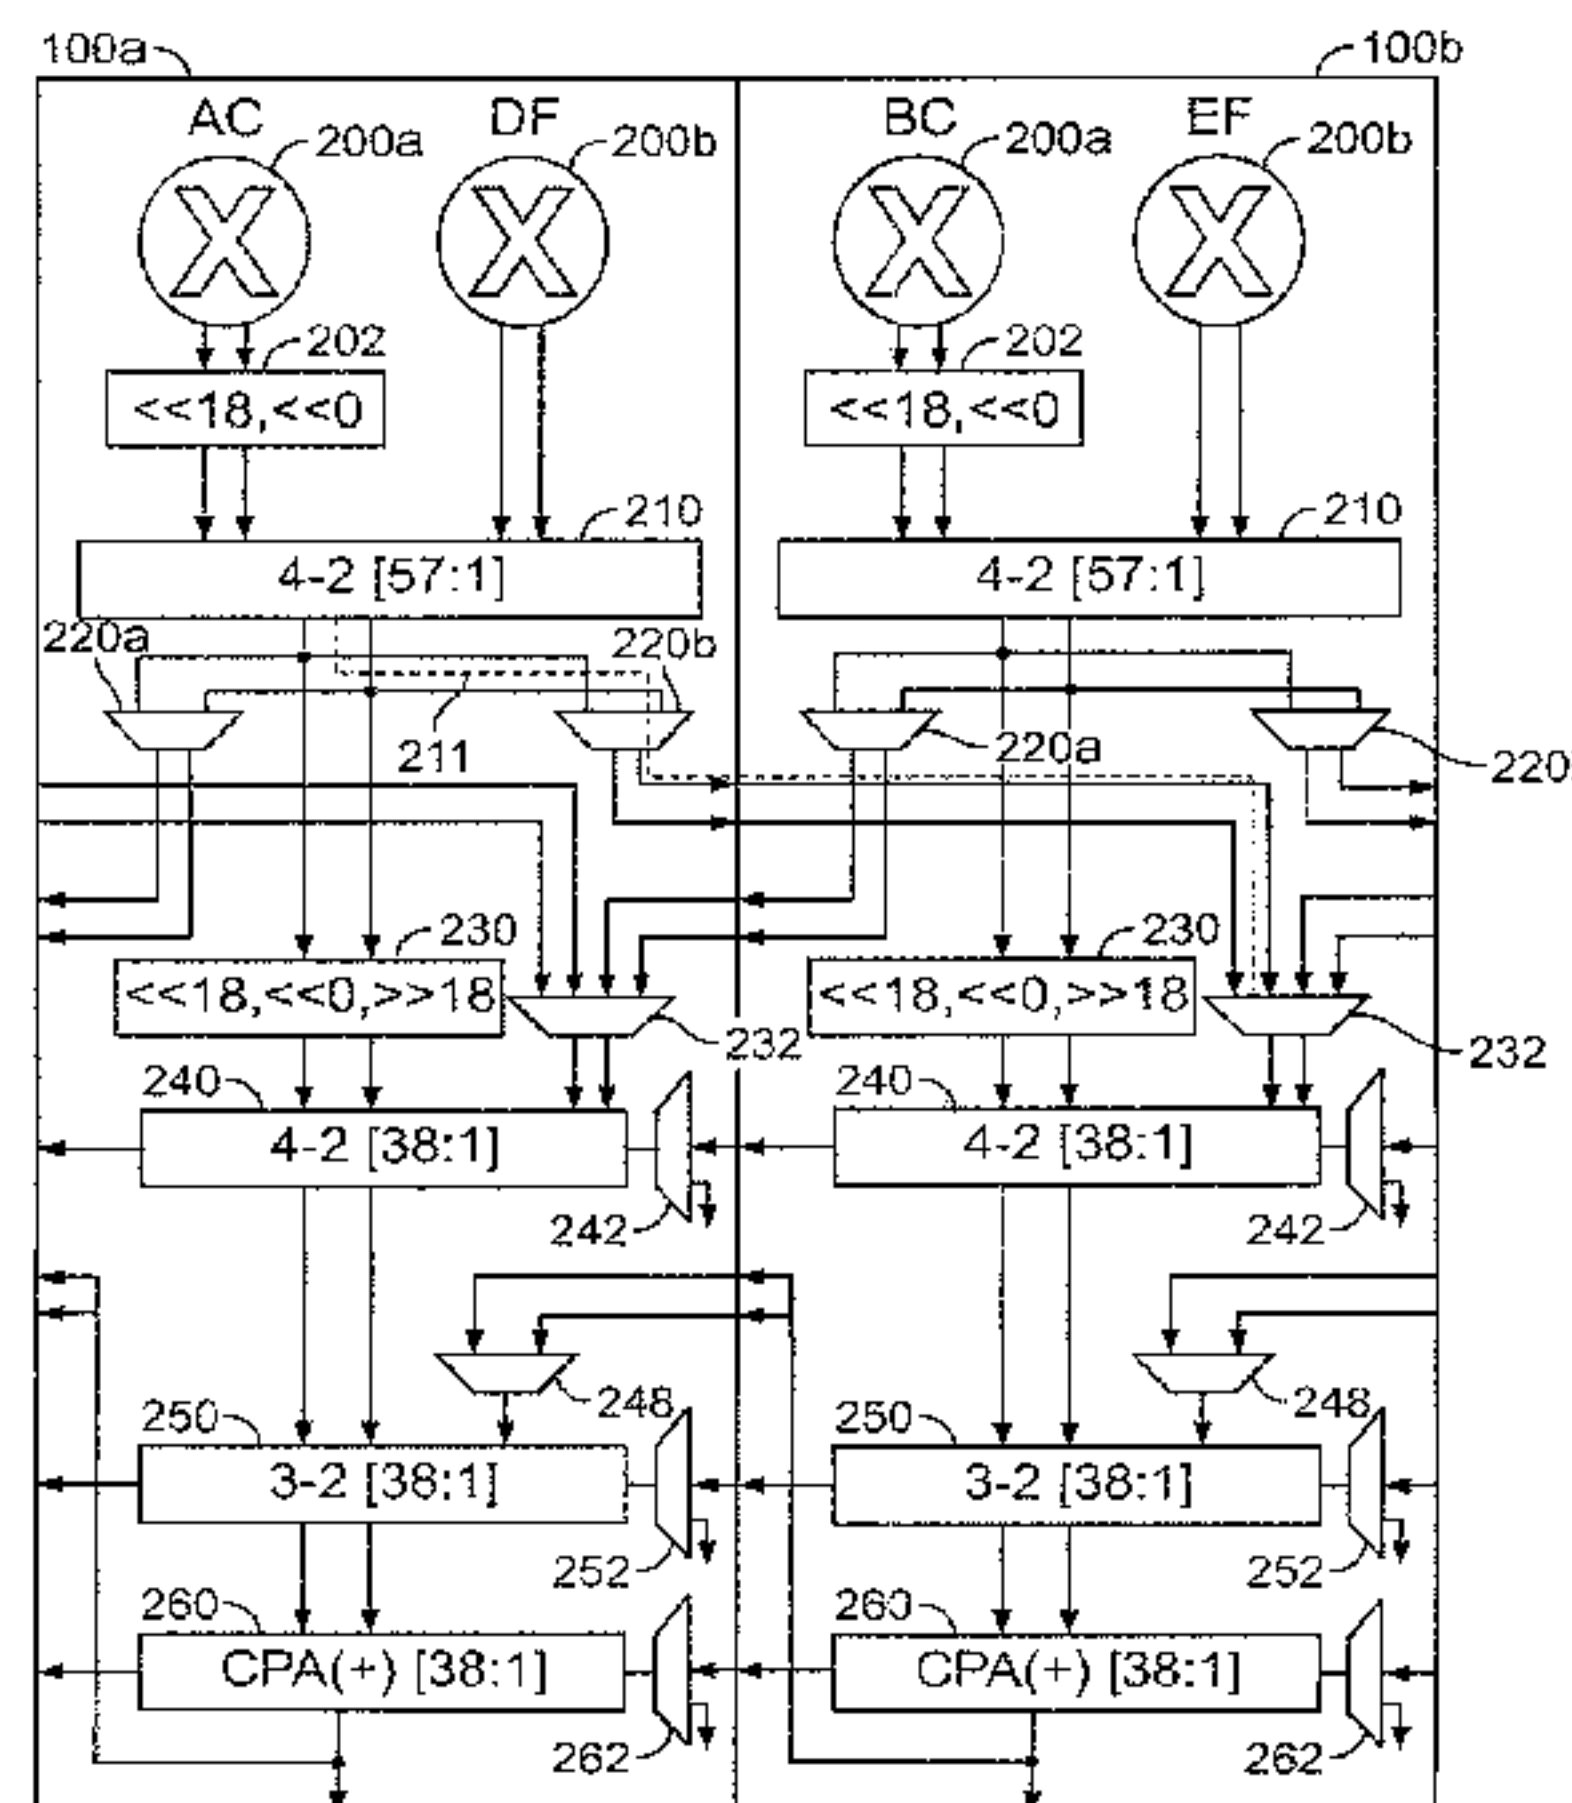 100a 100b
AC DF BC EF
200a 200b 200a 200b
202 202
<<18,<<0 <<18,<<0
210 210
4-2 [57:1] 4-2 [57:1]
220a 220b
211 220a 220
230 230
<<18,<<0,>>18 <<18,<<0,>>18
232 232
240 240
4-2 [38:1] 4-2 [38:1]
242 242
248 248
250 250
3-2 [38:1] 3-2 [38:1]
252 252
260 260
CPA(+) [38:1] CPA(+) [38:1]
262 262